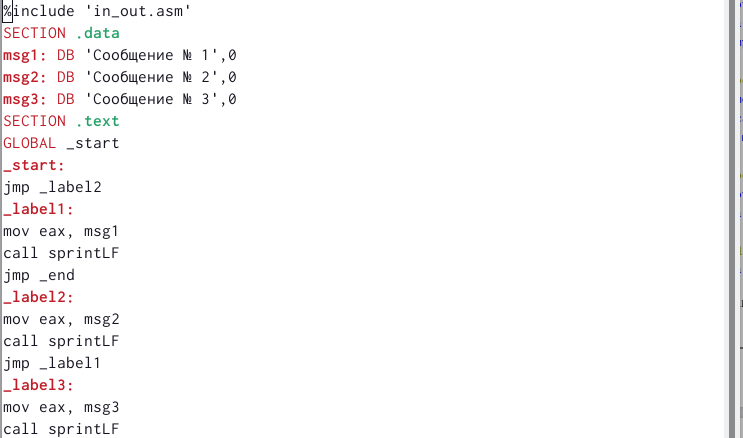 %include 'in_out.asm'
SECTION .data
msg1: DB 'Сообщение № 1',0
msg2: DB 'Сообщение № 2',0
msg3: DB 'Сообщение № 3',0
SECTION .text
GLOBAL _start
_start:
jmp _label2
_label1:
mov eax, msg1
call sprintLF
jmp _end
_label2:
mov eax, msg2
call sprintLF
jmp _label1
_label3:
mov eax, msg3
call sprintLF